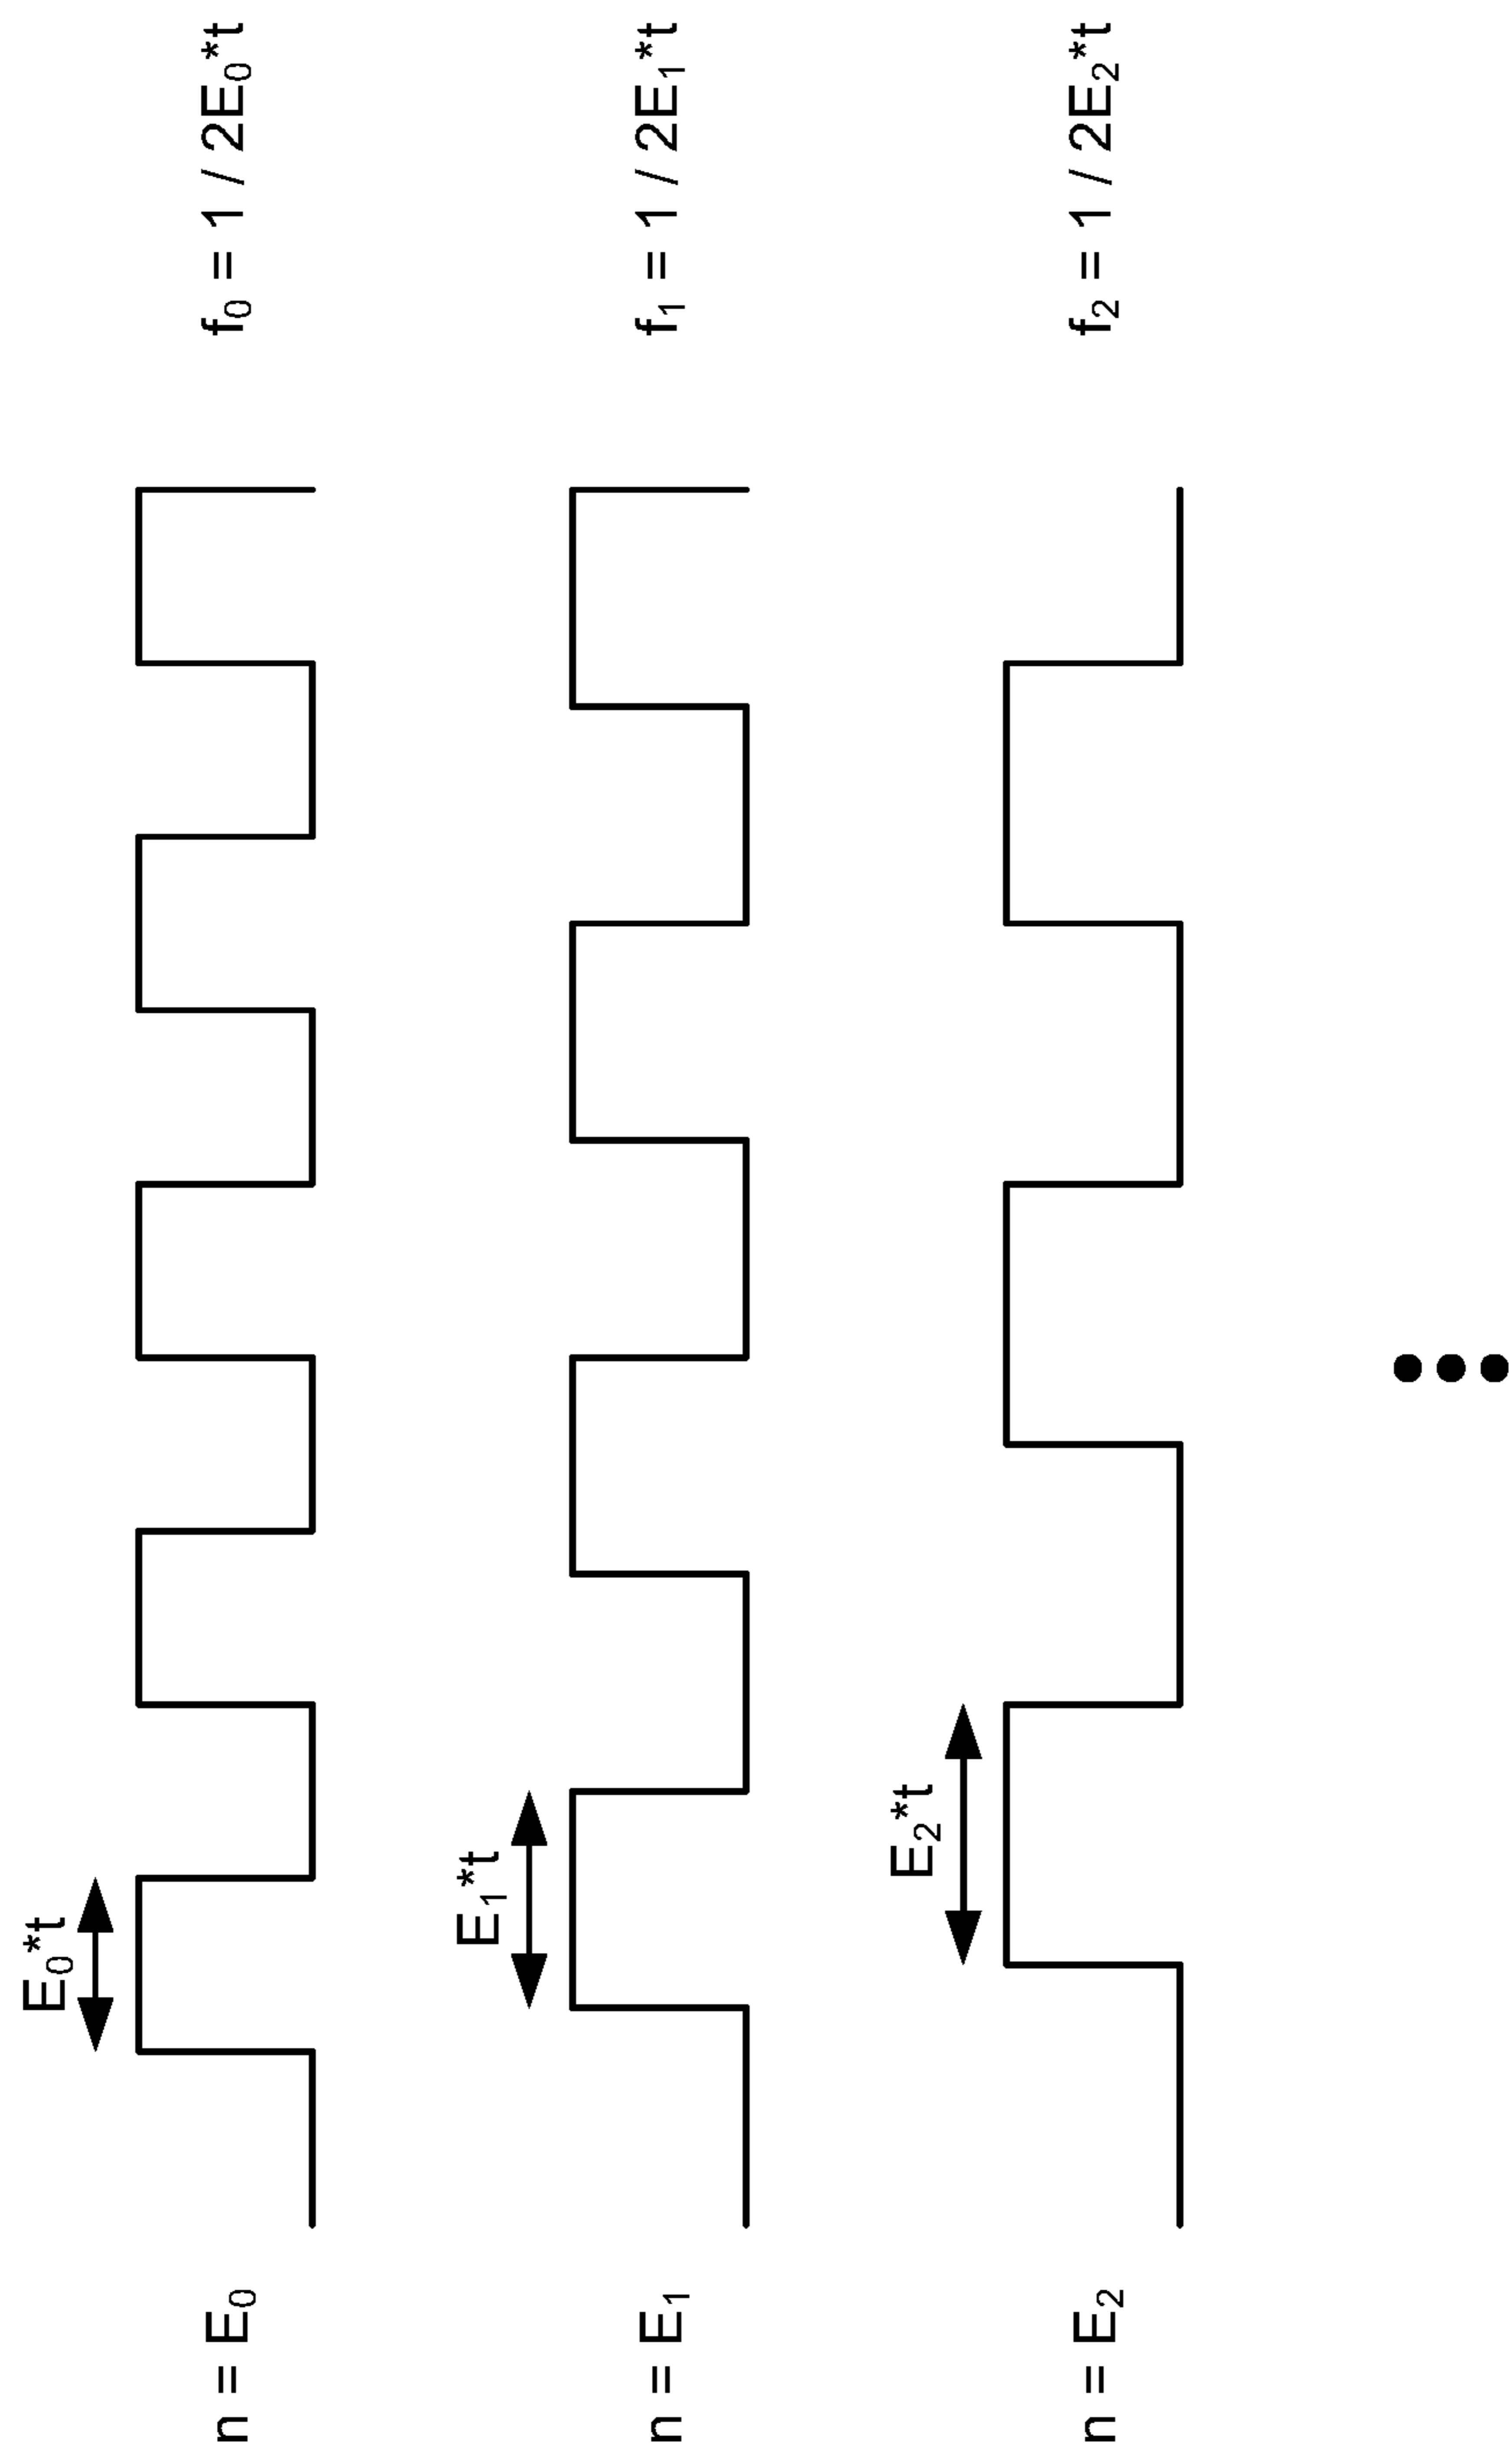 E₀*t
n = E₀
f₀ = 1 / 2E₀*t
E₁*t
n = E₁
f₁ = 1 / 2E₁*t
E₂*t
n = E₂
f₂ = 1 / 2E₂*t